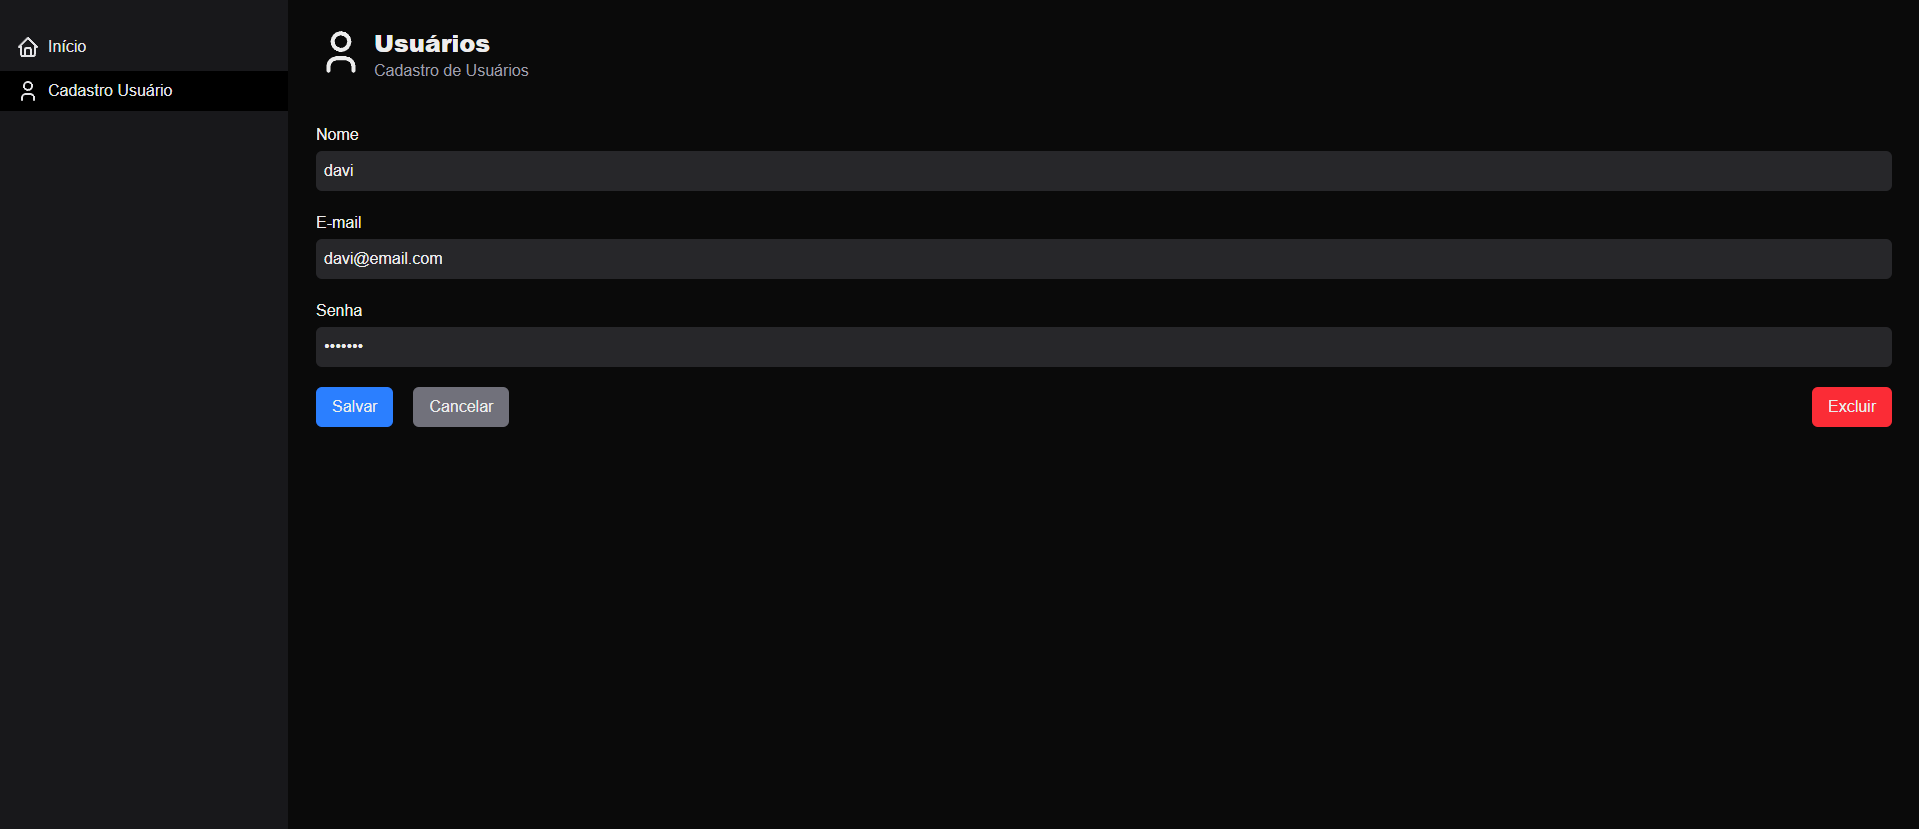 Início
Cadastro Usuário
Usuários
Cadastro de Usuários
Nome
davi
E-mail
davi@email.com
Senha
•••••••
Salvar
Cancelar
Excluir